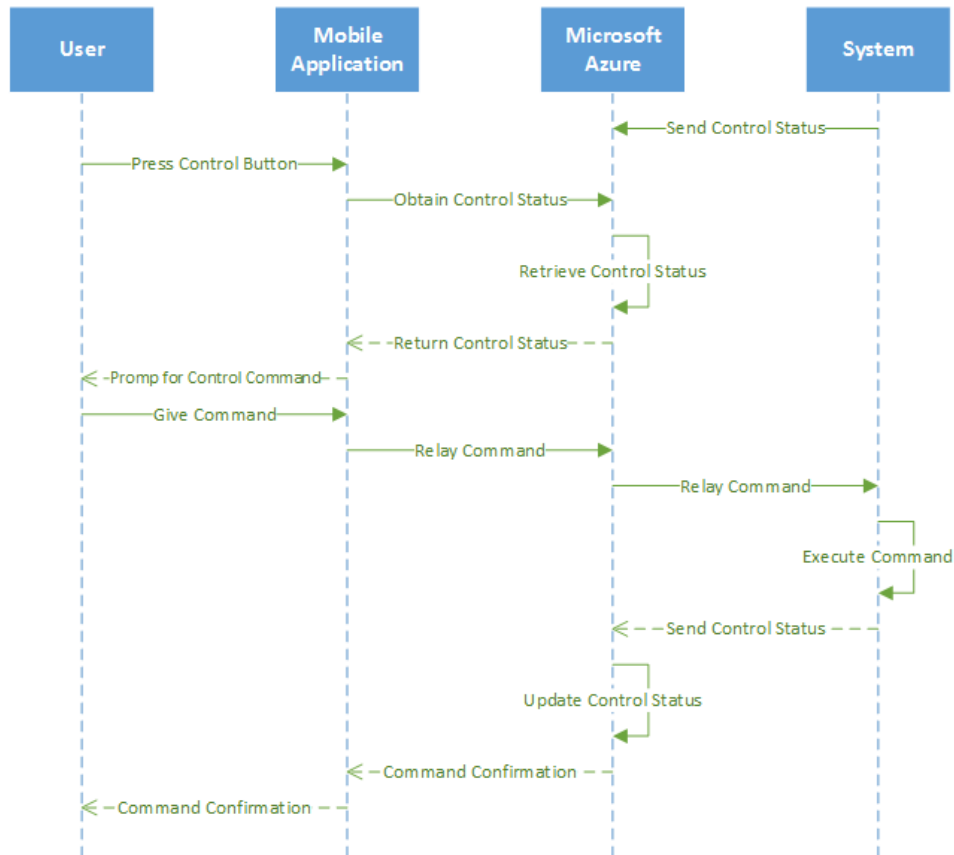 User
Mobile
Application
Microsoft
Azure
System
Send Control Status
Press Control Button
Obtain Control Status
Retrieve Control Status
Return Control Status
Promp for Control Command
Give Command
Relay Command
Relay Command
Execute Command
Send Control Status
Update Control Status
Command Confirmation
Command Confirmation